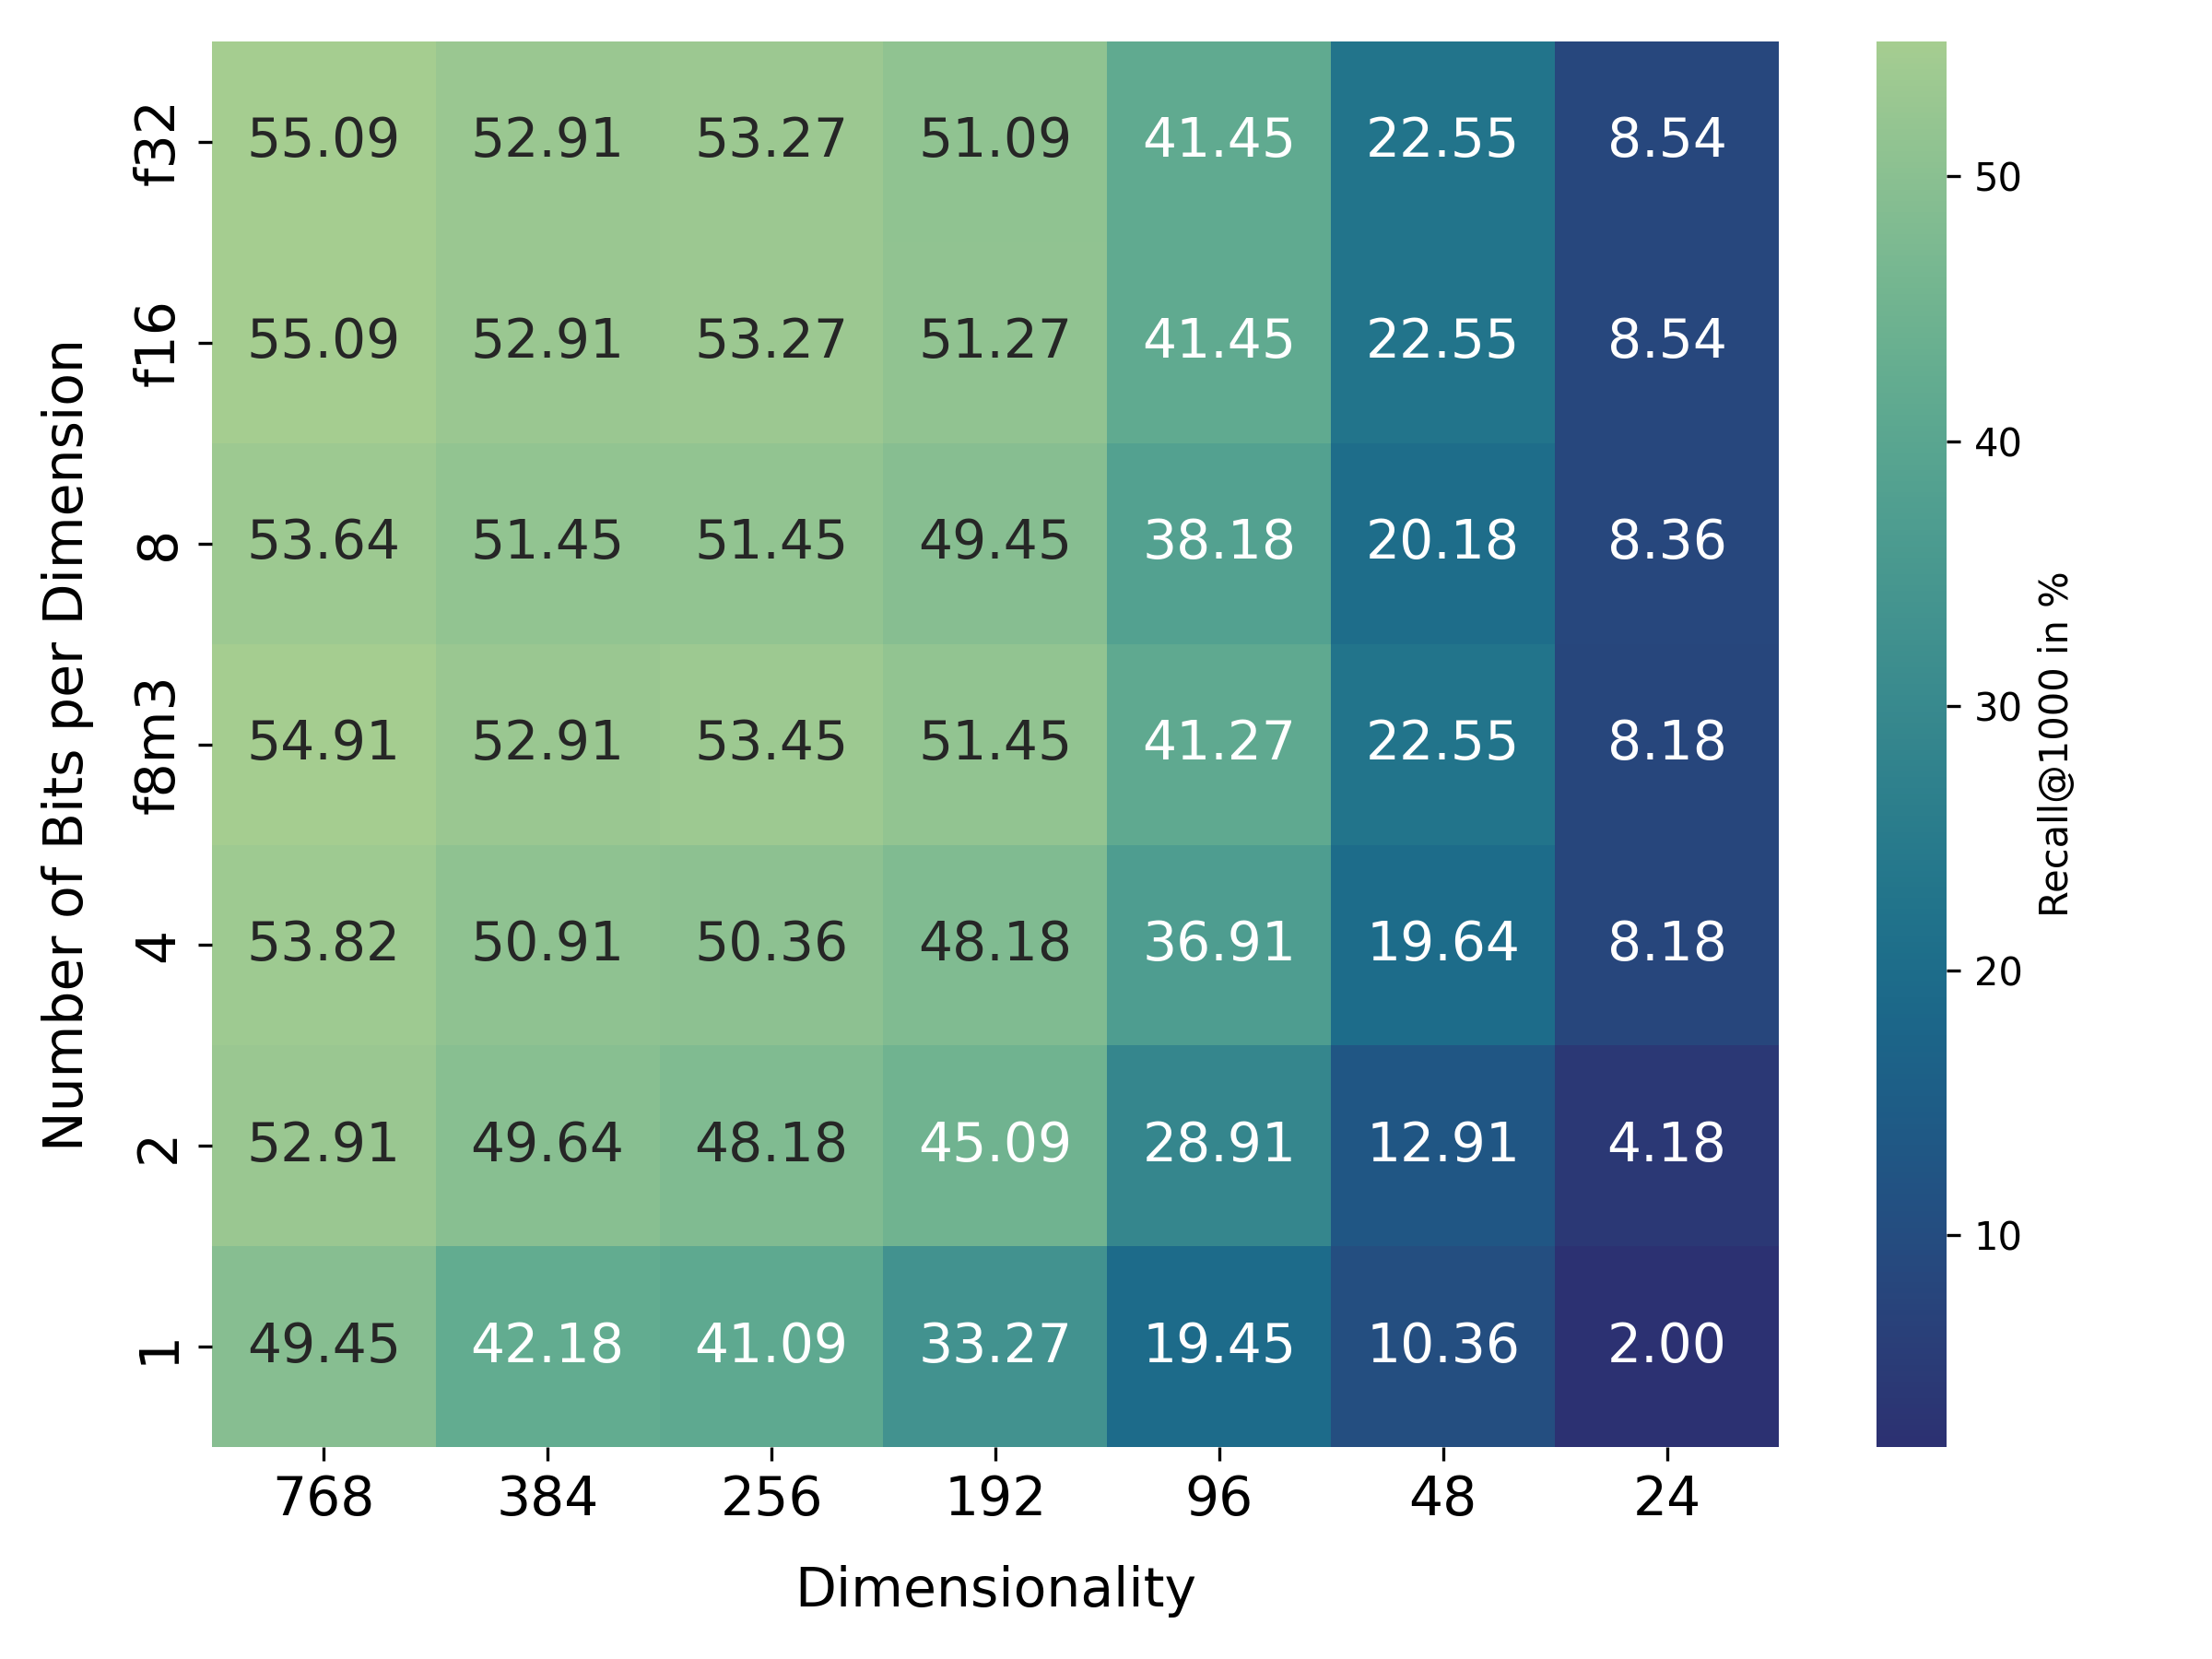 Number of Bits per Dimension
f32 55.09 52.91 53.27 51.09 41.45 22.55 8.54
f16 55.09 52.91 53.27 51.27 41.45 22.55 8.54
8 53.64 51.45 51.45 49.45 38.18 20.18 8.36
f8m3 54.91 52.91 53.45 51.45 41.27 22.55 8.18
4 53.82 50.91 50.36 48.18 36.91 19.64 8.18
2 52.91 49.64 48.18 45.09 28.91 12.91 4.18
1 49.45 42.18 41.09 33.27 19.45 10.36 2.00
768 384 256 192 96 48 24
Dimensionality
50
40
30
20
10
Recall@1000 in %